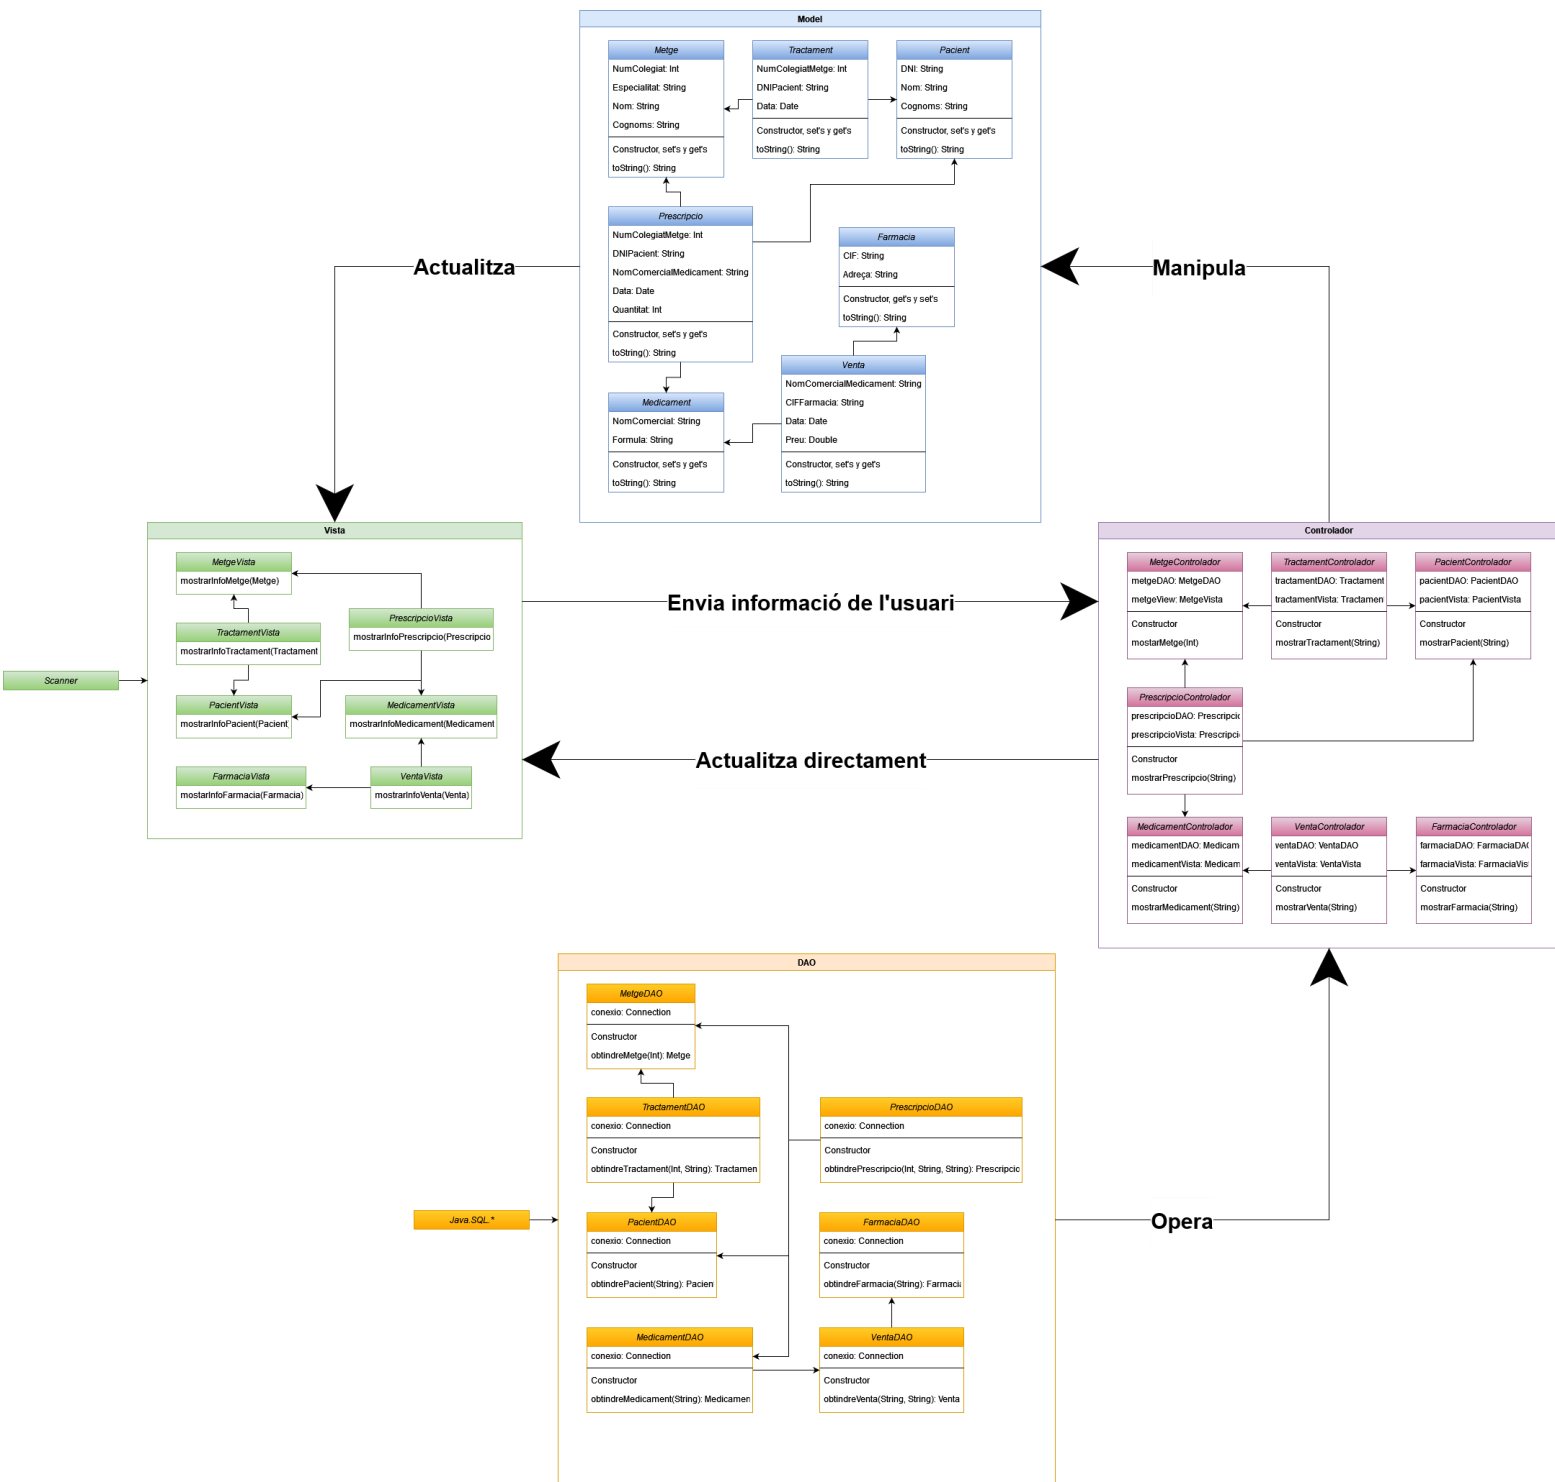 Model
Metge
NumColegiat: Int
Especialitat: String
Nom: String
Cognoms: String
Constructor, set's y get's
toString(): String
Tractament
NumColegiatMetge: Int
DNIPacient: String
Data: Date
Constructor, set's y get's
toString(): String
Pacient
DNI: String
Nom: String
Cognoms: String
Constructor, set's y get's
toString(): String
Prescripcio
NumColegiatMetge: Int
DNIPacient: String
NomComercialMedicament: String
Data: Date
Quantitat: Int
Constructor, set's y get's
toString(): String
Farmacia
CIF: String
Adreça: String
Constructor, get's y set's
toString(): String
Venta
NomComercialMedicament: String
CIFFarmacia: String
Data: Date
Preu: Double
Constructor, set's y get's
toString(): String
Medicament
NomComercial: String
Formula: String
Constructor, set's y get's
toString(): String
Actualitza
Manipula
Vista
MetgeVista
mostrarInfoMetge(Metge)
PrescripcioVista
mostrarInfoPrescripcio(Prescripcio
TractamentVista
mostrarInfoTractament(Tractament
Scanner
PacientVista
mostrarInfoPacient(Pacient
MedicamentVista
mostrarInfoMedicament(Medicament
FarmaciaVista
mostarInfoFarmacia(Farmacia)
VentaVista
mostrarInfoVenta(Venta)
Envia informació de l'usuari
Actualitza directament
Controlador
MetgeControlador
metgeDAO: MetgeDAO
metgeView: MetgeVista
Constructor
mostarMetge(Int)
TractamentControlador
tractamentDAO: Tractament
tractamentVista: Tractamen
Constructor
mostrarTractament(String)
PacientControlador
pacientDAO: PacientDAO
pacientVista: PacientVista
Constructor
mostrarPacient(String)
PrescripcioControlador
prescripcioDAO: Prescripcio
prescripcioVista: Prescripci
Constructor
mostrarPrescripcio(String)
MedicamentControlador
medicamentDAO: Medicam
medicamentVista: Medicam
Constructor
mostrarMedicament(String)
VentaControlador
ventaDAO: VentaDAO
ventaVista: VentaVista
Constructor
mostrarVenta(String)
FarmaciaControlador
farmaciaDAO: FarmaciaDA
farmaciaVista: FarmaciaVis
Constructor
mostrarFarmacia(String)
DAO
MetgeDAO
conexio: Connection
Constructor
obtindreMetge(Int): Metge
TractamentDAO
conexio: Connection
Constructor
obtindreTractament(Int, String): Tractamen
PrescripcioDAO
conexio: Connection
Constructor
obtindrePrescripcio(Int, String, String): Prescripcio
Java.SQL.*
PacientDAO
conexio: Connection
Constructor
obtindrePacient(String): Pacien
FarmaciaDAO
conexio: Connection
Constructor
obtindreFarmacia(String): Farmaci
MedicamentDAO
conexio: Connection
Constructor
obtindreMedicament(String): Medicamen
VentaDAO
conexio: Connection
Constructor
obtindreVenta(String, String): Venta
Opera